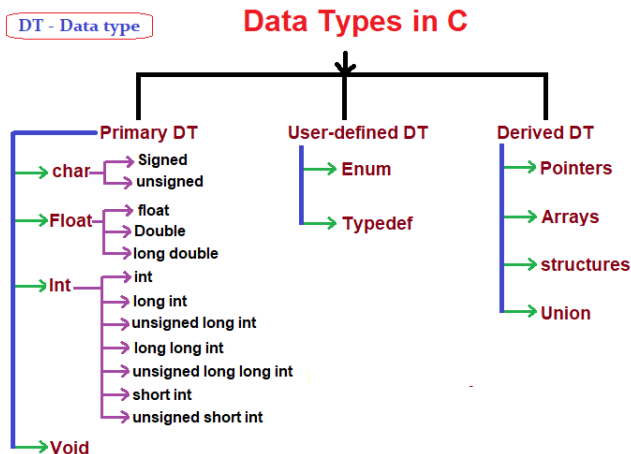 DT - Data type
Data Types in C
Primary DT
char
Signed
unsigned
Float
float
Double
long double
Int
int
long int
unsigned long int
long long int
unsigned long long int
short int
unsigned short int
Void
User-defined DT
Enum
Typedef
Derived DT
Pointers
Arrays
structures
Union